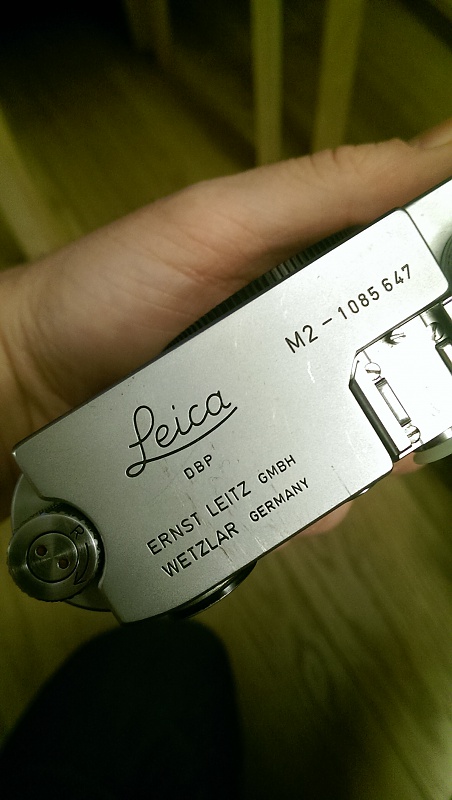 M2-1085647
Leica
DBP
ERNST LEITZ GMBH
WETZLAR GERMANY
R